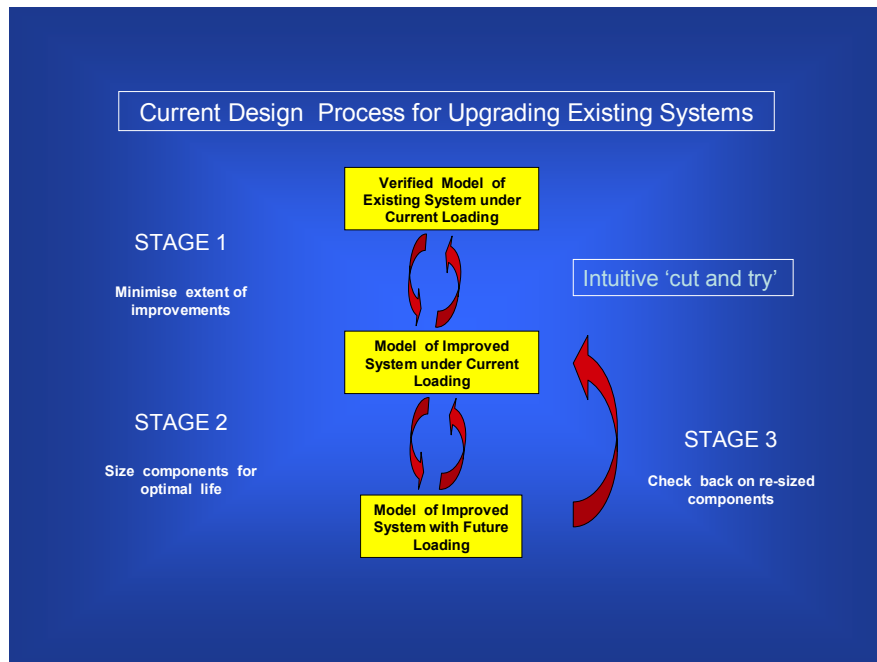 Current Design Process for Upgrading Existing Systems
Verified Model of
Existing System under
Current Loading
STAGE 1
Minimise extent of
improvements
Intuitive ‘cut and try’
Model of Improved
System under Current
Loading
STAGE 2
Size components for
optimal life
STAGE 3
Check back on re-sized
components
Model of Improved
System with Future
Loading